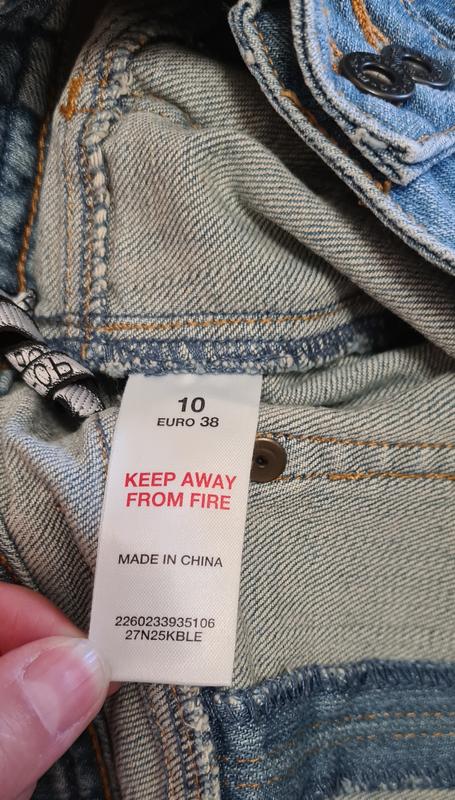 10
EURO 38
KEEP AWAY
FROM FIRE
MADE IN CHINA
2260233935106
27N25KBLE